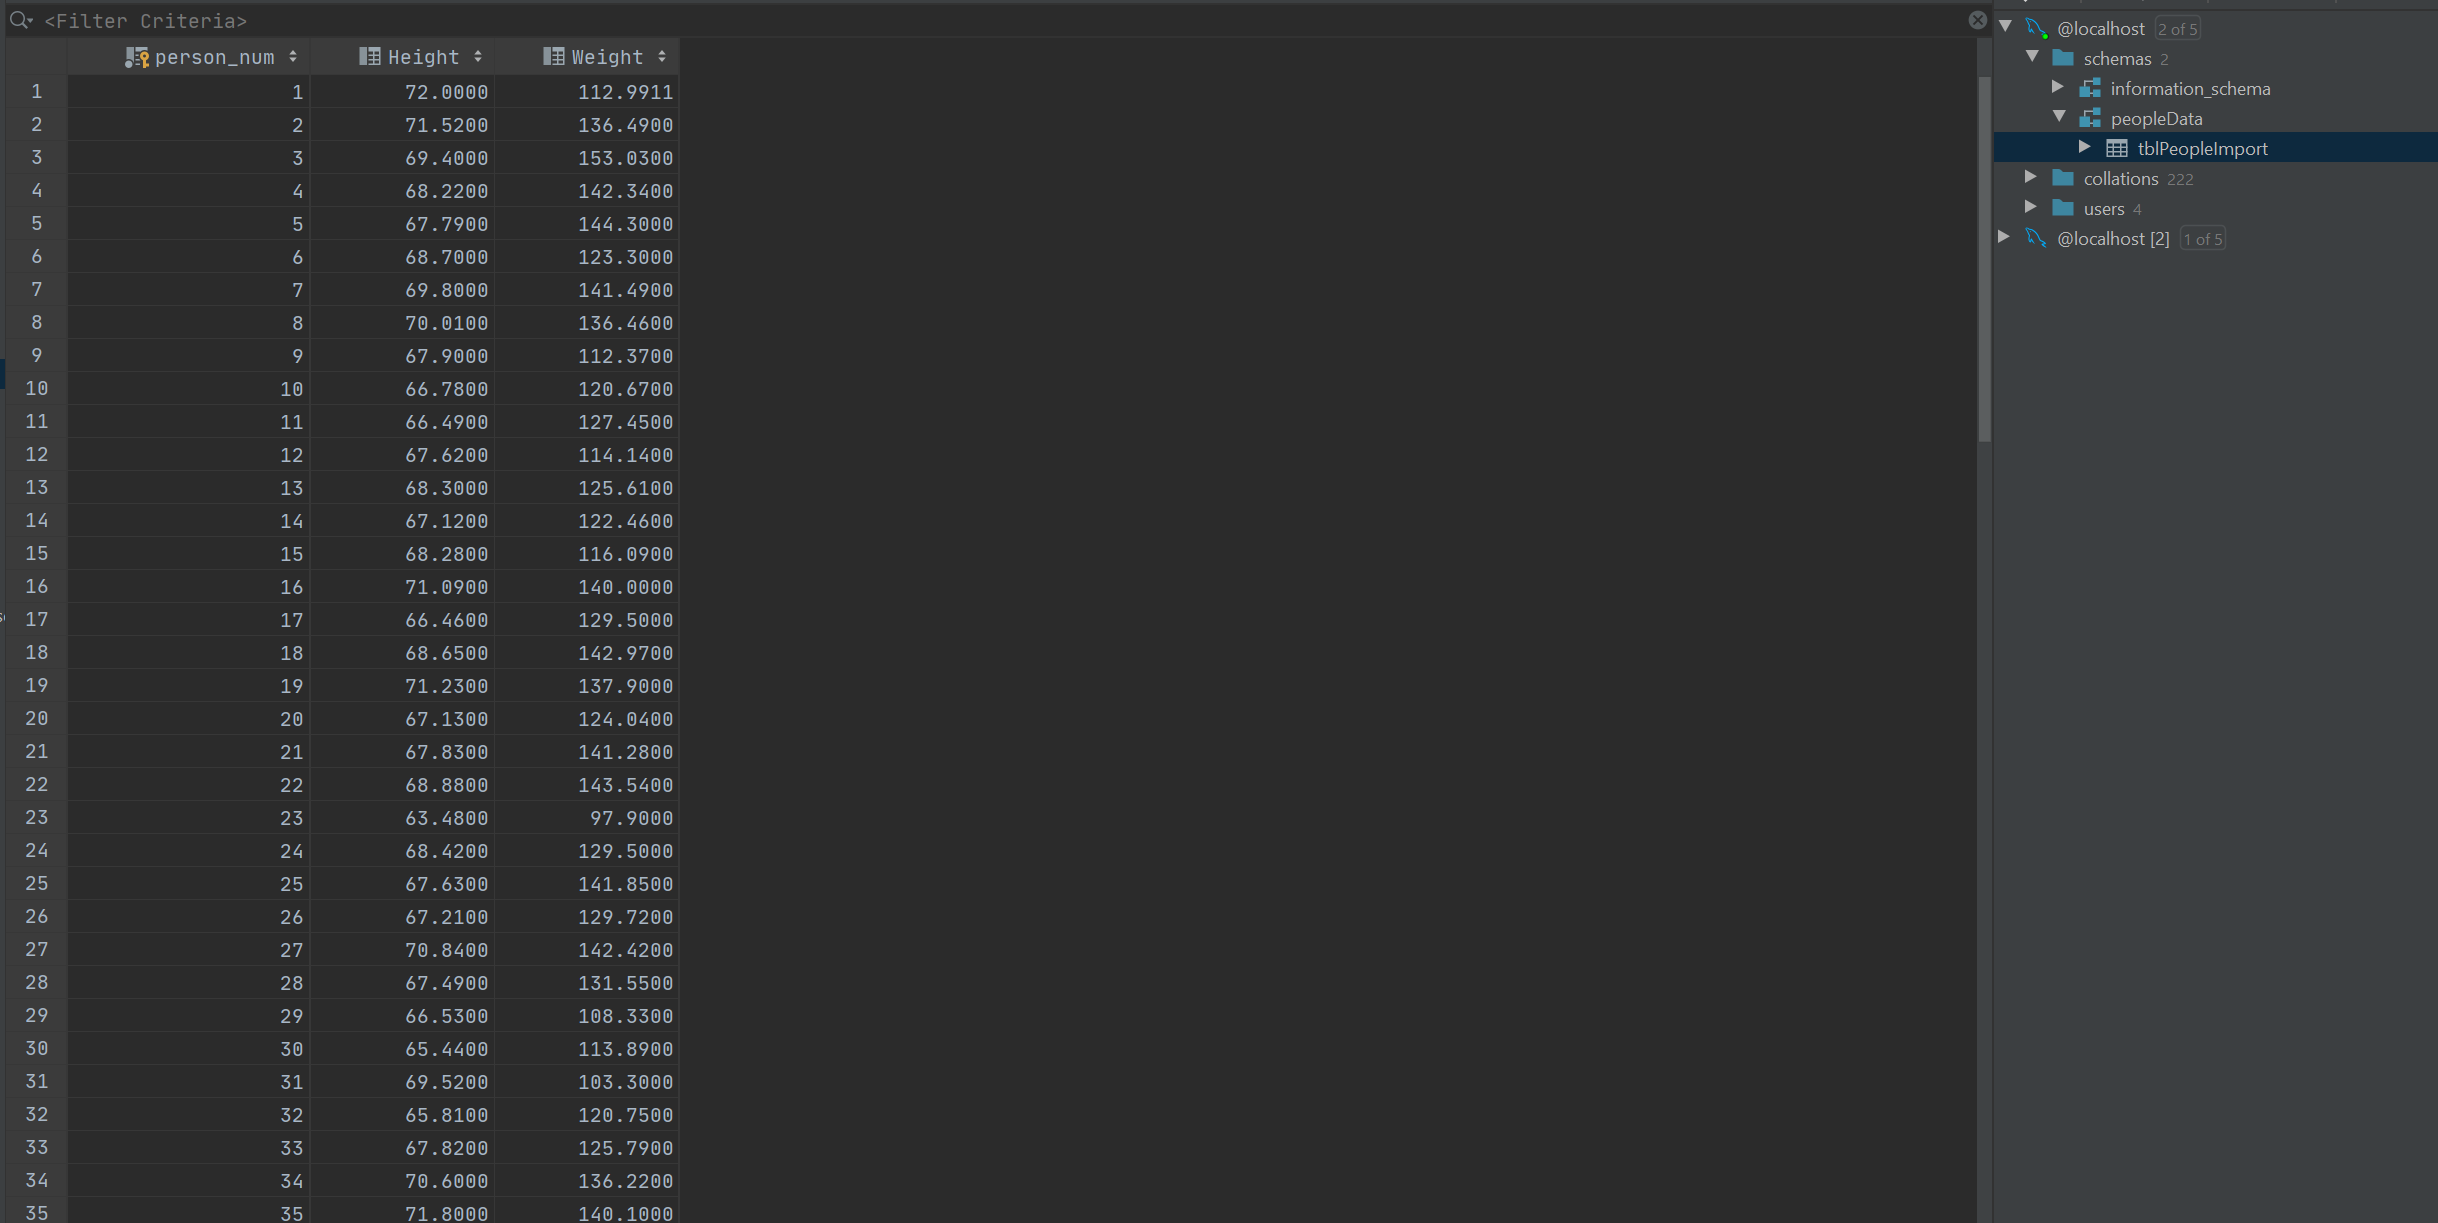 <Filter Criteria>
person_num Height Weight
1 1 72.0000 112.9911
2 2 71.5200 136.4900
3 3 69.4000 153.0300
4 4 68.2200 142.3400
5 5 67.7900 144.3000
6 6 68.7000 123.3000
7 7 69.8000 141.4900
8 8 70.0100 136.4600
9 9 67.9000 112.3700
10 10 66.7800 120.6700
11 11 66.4900 127.4500
12 12 67.6200 114.1400
13 13 68.3000 125.6100
14 14 67.1200 122.4600
15 15 68.2800 116.0900
16 16 71.0900 140.0000
17 17 66.4600 129.5000
18 18 68.6500 142.9700
19 19 71.2300 137.9000
20 20 67.1300 124.0400
21 21 67.8300 141.2800
22 22 68.8800 143.5400
23 23 63.4800 97.9000
24 24 68.4200 129.5000
25 25 67.6300 141.8500
26 26 67.2100 129.7200
27 27 70.8400 142.4200
28 28 67.4900 131.5500
29 29 66.5300 108.3300
30 30 65.4400 113.8900
31 31 69.5200 103.3000
32 32 65.8100 120.7500
33 33 67.8200 125.7900
34 34 70.6000 136.2200
35 35 71.8000 140.1000
@localhost 2 of 5
schemas 2
information_schema
peopleData
tblPeopleImport
collations 222
users 4
@localhost [2] 1 of 5